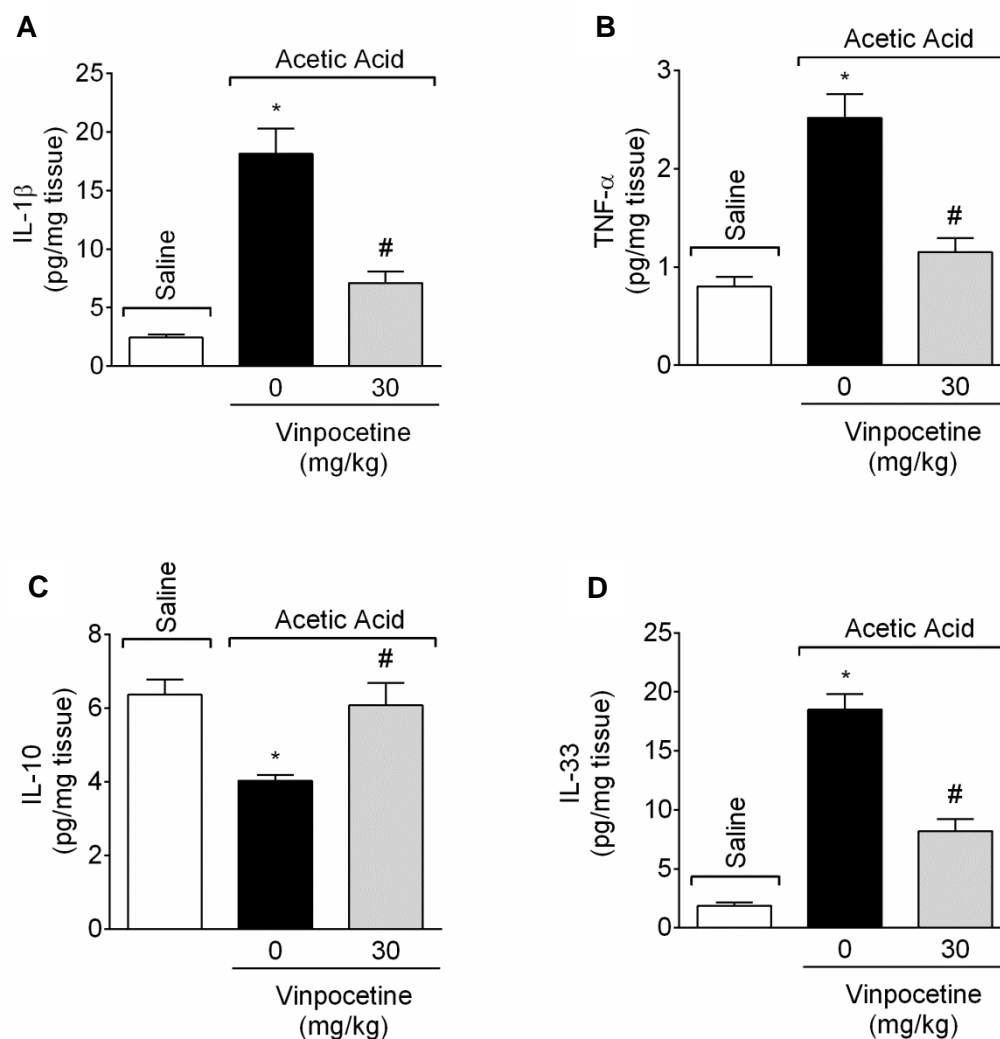 A
Acetic Acid
IL-1β
(pg/mg tissue)
25
20
15
10
5
0
Saline
*
#
0 30
Vinpocetine
(mg/kg)
B
Acetic Acid
TNF-α
(pg/mg tissue)
3
2
1
0
Saline
*
#
0 30
Vinpocetine
(mg/kg)
C
Saline
Acetic Acid
IL-10
(pg/mg tissue)
8
6
4
2
0
*
#
0 30
Vinpocetine
(mg/kg)
D
Acetic Acid
IL-33
(pg/mg tissue)
25
20
15
10
5
0
Saline
*
#
0 30
Vinpocetine
(mg/kg)